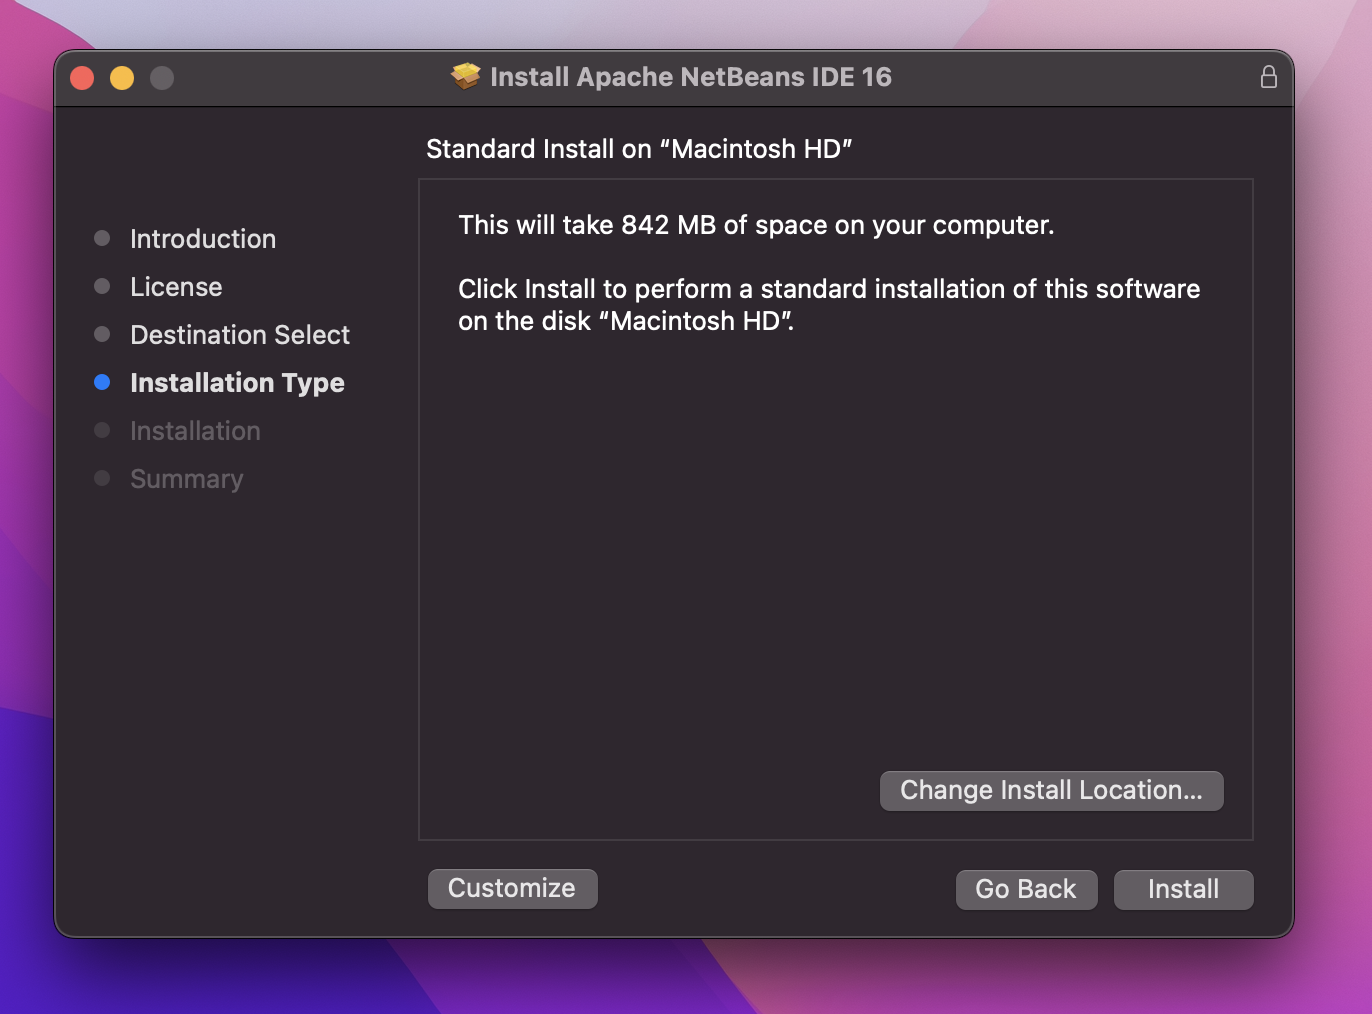 Install Apache NetBeans IDE 16
Standard Install on “Macintosh HD”
Introduction
License
Destination Select
Installation Type
Installation
Summary
This will take 842 MB of space on your computer.
Click Install to perform a standard installation of this software
on the disk “Macintosh HD”.
Change Install Location...
Customize
Go Back
Install